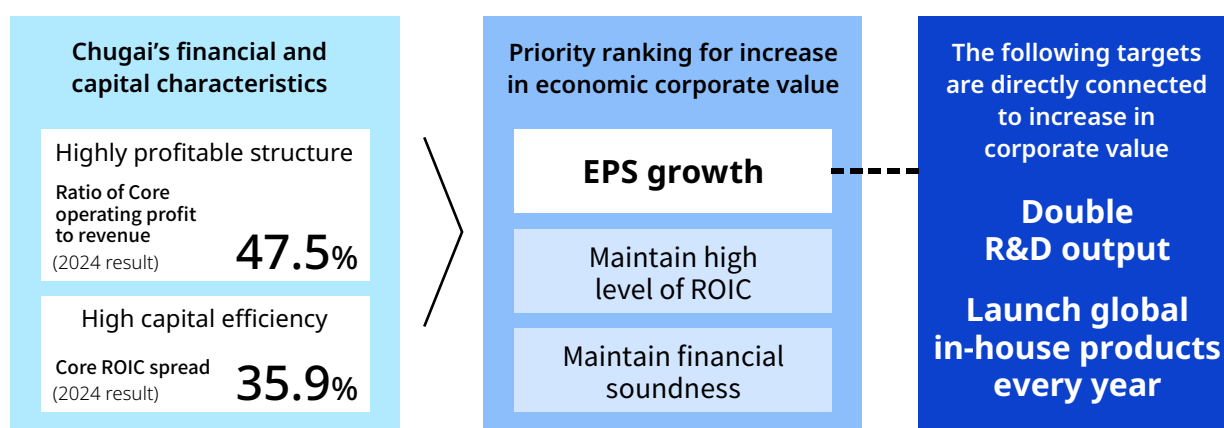 Chugai's financial and
capital characteristics
Highly profitable structure
Ratio of Core
operating profit
to revenue
(2024 result)
47.5%
High capital efficiency
Core ROIC spread
(2024 result)
35.9%
Priority ranking for increase
in economic corporate value
EPS growth
Maintain high
level of ROIC
Maintain financial
soundness
The following targets
are directly connected
to increase in
corporate value
Double
R&D output
Launch global
in-house products
every year